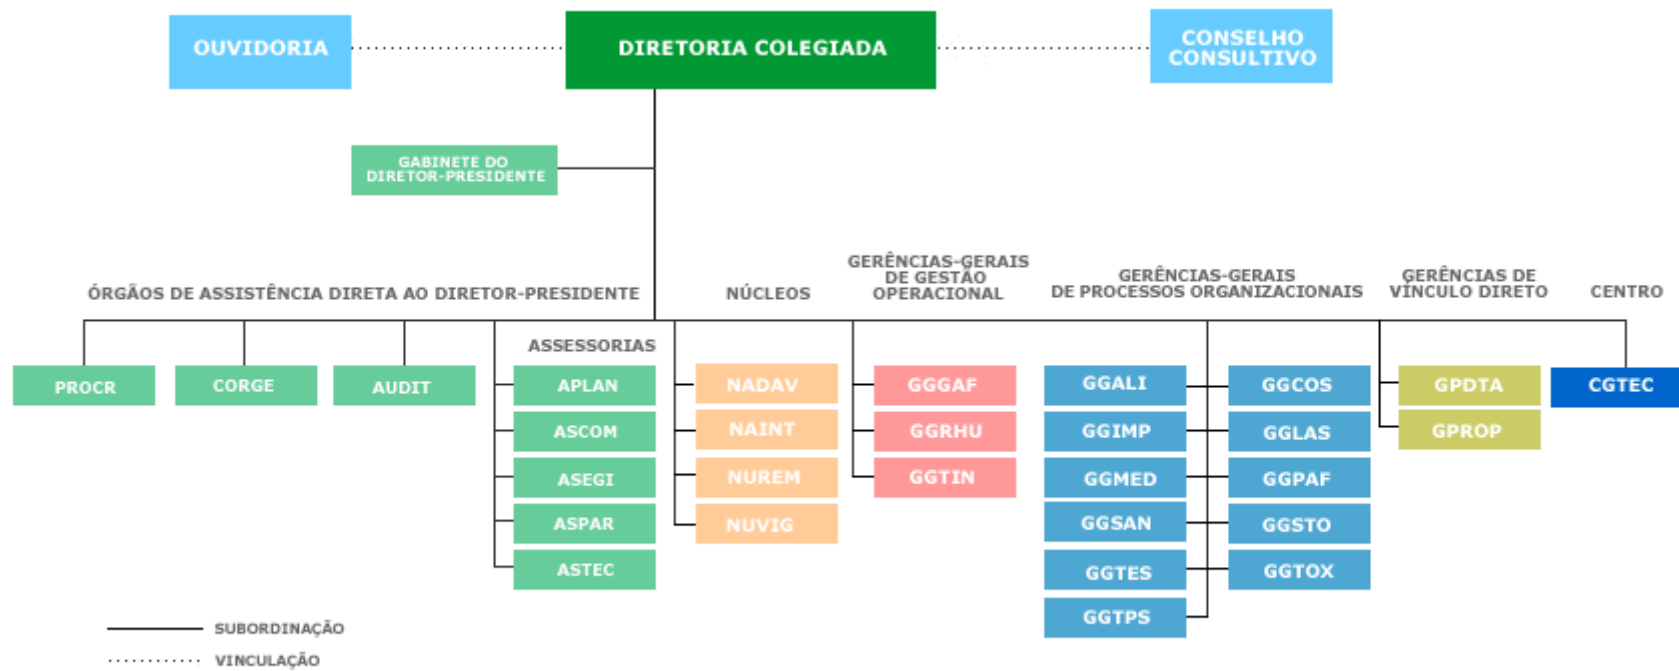 OUVIDORIA
DIRETORIA COLEGIADA
CONSELHO
CONSULTIVO
GABINETE DO
DIRETOR-PRESIDENTE
ÓRGÃOS DE ASSISTÊNCIA DIRETA AO DIRETOR-PRESIDENTE
NÚCLEOS
GERÊNCIAS-GERAIS
DE GESTÃO
OPERACIONAL
GERÊNCIAS-GERAIS
DE PROCESSOS ORGANIZACIONAIS
GERÊNCIAS DE
VÍNCULO DIRETO
CENTRO
PROCR
CORGE
AUDIT
ASSESSORIAS
APLAN
ASCOM
ASEGI
ASPAR
ASTEC
NADAV
NAINT
NUREM
NUVIG
GGGAF
GGRHU
GGTIN
GGALI
GGIMP
GGMED
GGSAN
GGTES
GGTPS
GGCOS
GGLAS
GGPAF
GGSTO
GGTOX
GPDTA
GPROP
CGTEC
SUBORDINAÇÃO
VINCULAÇÃO